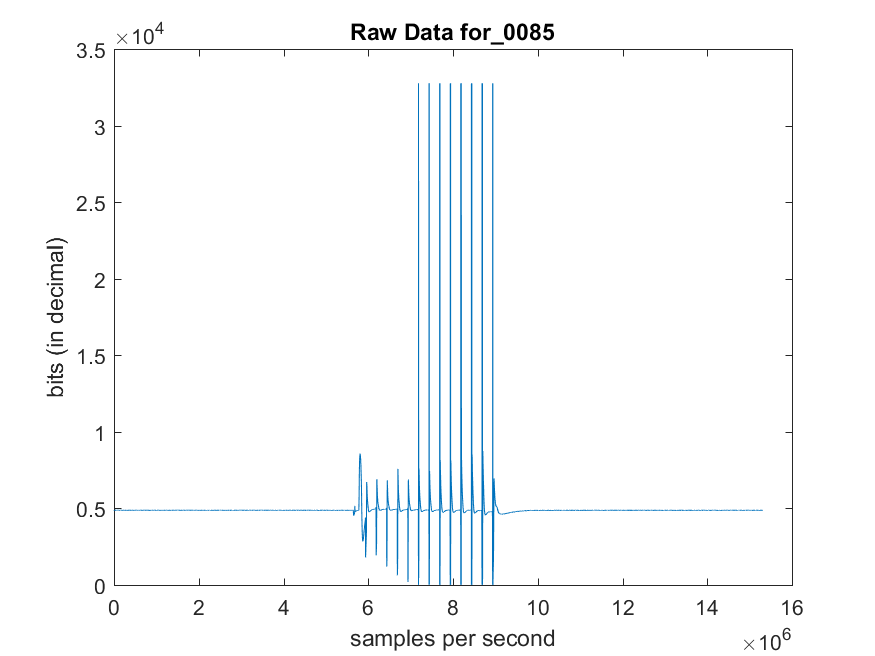 Raw Data for_0085
×10^4
3.5
3
2.5
2
1.5
1
0.5
0
bits (in decimal)
0 2 4 6 8 10 12 14 16
samples per second
×10^6